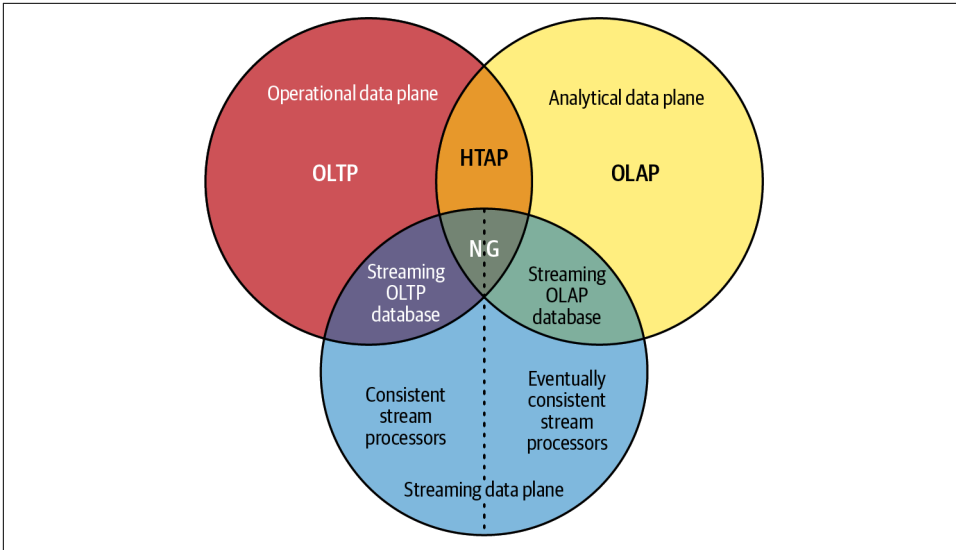 Operational data plane
Analytical data plane
HTAP
OLTP
OLAP
NG
Streaming
OLTP
database
Streaming
OLAP
database
Consistent
stream
processors
Eventually
consistent
stream
processors
Streaming data plane